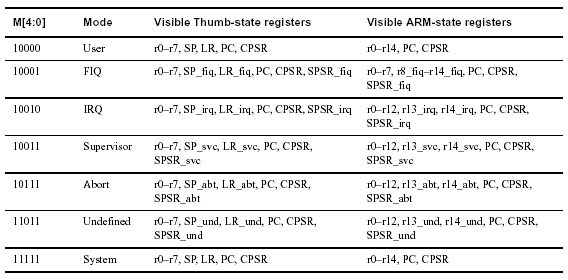 M[4:0] Mode Visible Thumb-state registers Visible ARM-state registers
10000 User r0–r7, SP, LR, PC, CPSR r0–r14, PC, CPSR
10001 FIQ r0–r7, SP_fiq, LR_fiq, PC, CPSR, SPSR_fiq r0–r7, r8_fiq–r14_fiq, PC, CPSR,
SPSR_fiq
10010 IRQ r0–r7, SP_irq, LR_irq, PC, CPSR, SPSR_irq r0–r12, r13_irq, r14_irq, PC, CPSR,
SPSR_irq
10011 Supervisor r0–r7, SP_svc, LR_svc, PC, CPSR, r0–r12, r13_svc, r14_svc, PC, CPSR,
SPSR_svc SPSR_svc
10111 Abort r0–r7, SP_abt, LR_abt, PC, CPSR, r0–r12, r13_abt, r14_abt, PC, CPSR,
SPSR_abt SPSR_abt
11011 Undefined r0–r7, SP_und, LR_und, PC, CPSR, r0–r12, r13_und, r14_und, PC, CPSR,
SPSR_und SPSR_und
11111 System r0–r7, SP, LR, PC, CPSR r0–r14, PC, CPSR